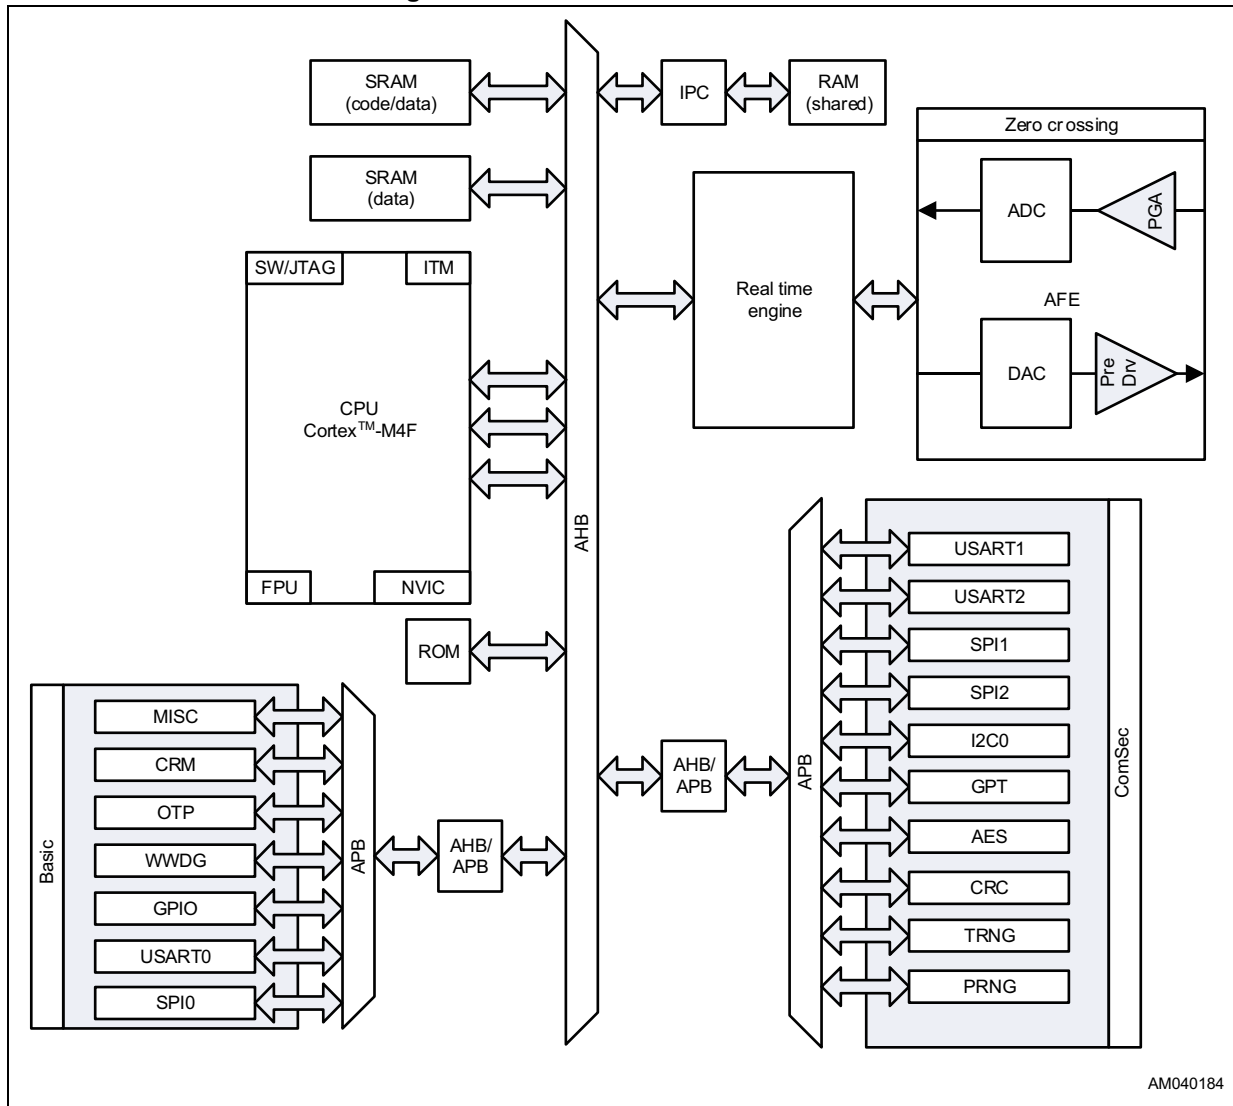 SRAM
(code/data)
IPC
RAM
(shared)
SRAM
(data)
Zero crossing
ADC
PGA
AFE
DAC
Pre
Drv
Real time
engine
SW/JTAG
ITM
CPU
Cortex™-M4F
FPU
NVIC
ROM
AHB
Basic
MISC
CRM
OTP
WWDG
GPIO
USART0
SPI0
APB
AHB/
APB
AHB/
APB
APB
USART1
USART2
SPI1
SPI2
I2C0
GPT
AES
CRC
TRNG
PRNG
ComSec
AM040184